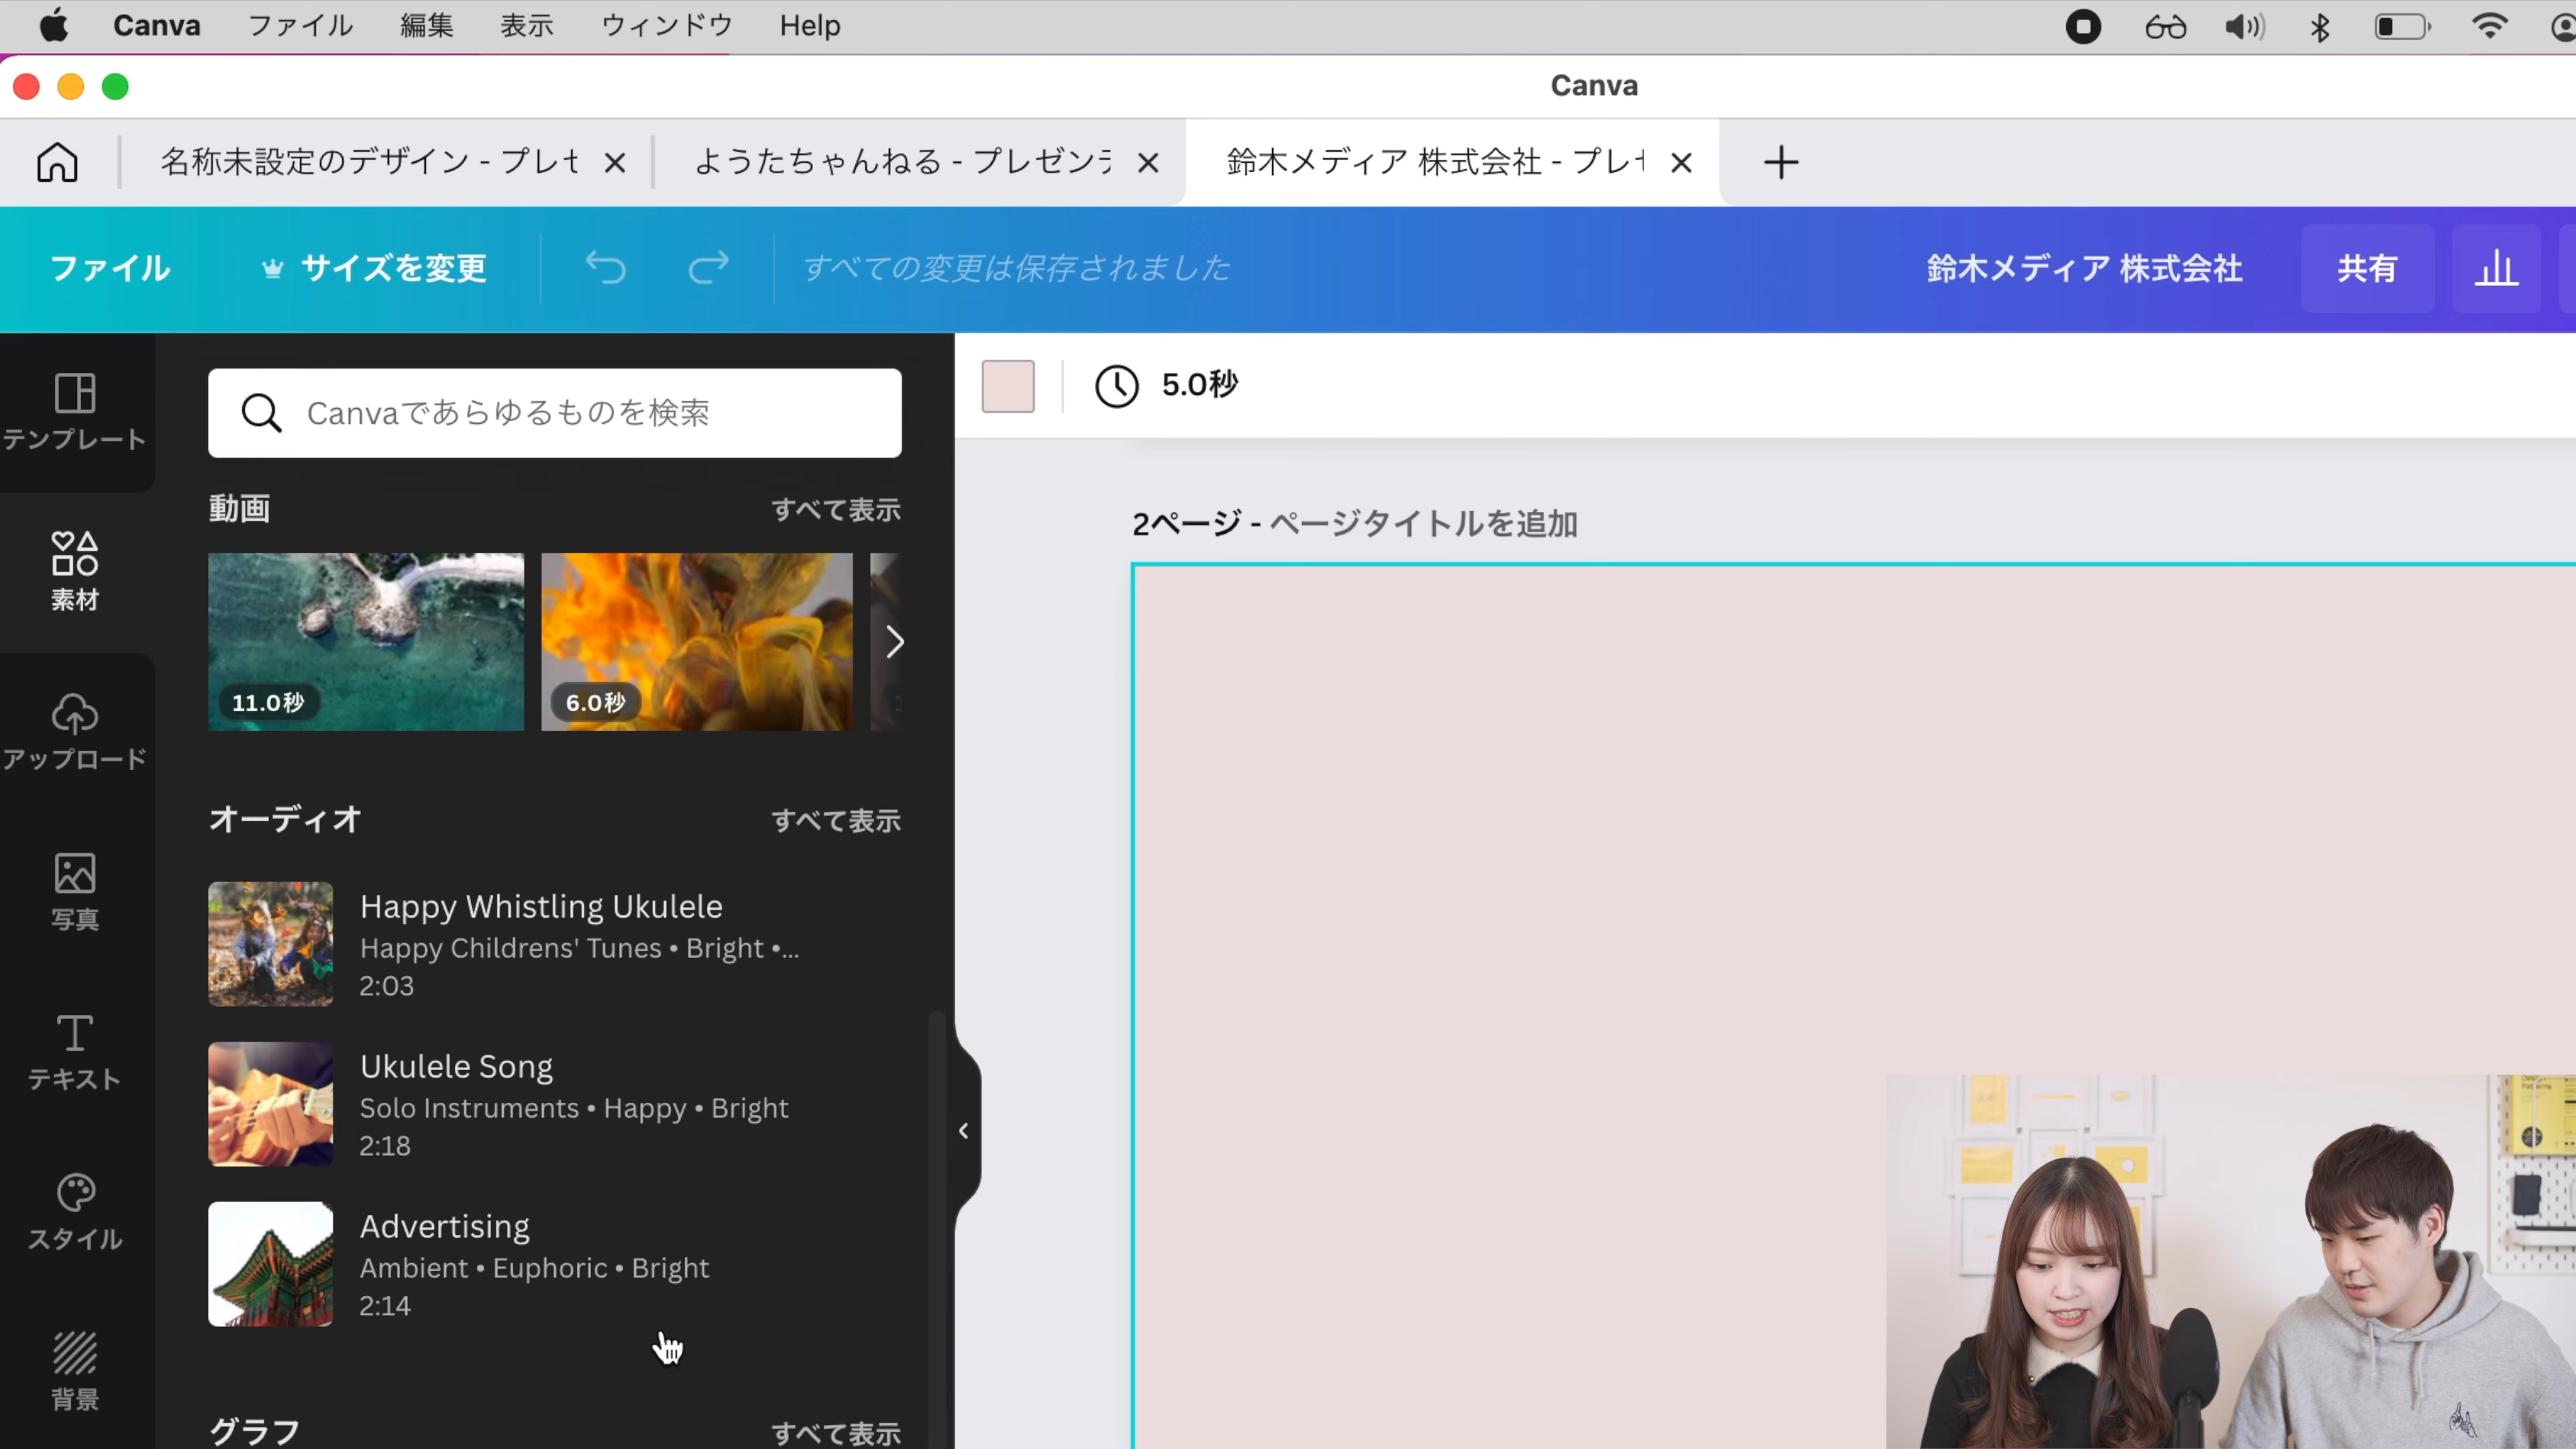 Canva ファイル 編集 表示 ウィンドウ Help
Canva
名称未設定のデザイン - プレ
ようたちゃんねる - プレゼン
鈴木メディア 株式会社 - プレ
ファイル サイズを変更 すべての変更は保存されました 鈴木メディア 株式会社 共有
テンプレート
素材
アップロード
写真
テキスト
スタイル
背景
Canvaであらゆるものを検索
動画 すべて表示
11.0秒 6.0秒
オーディオ すべて表示
Happy Whistling Ukulele
Happy Childrens' Tunes • Bright •...
2:03
Ukulele Song
Solo Instruments • Happy • Bright
2:18
Advertising
Ambient • Euphoric • Bright
2:14
グラフ すべて表示
5.0秒
2ページ - ページタイトルを追加